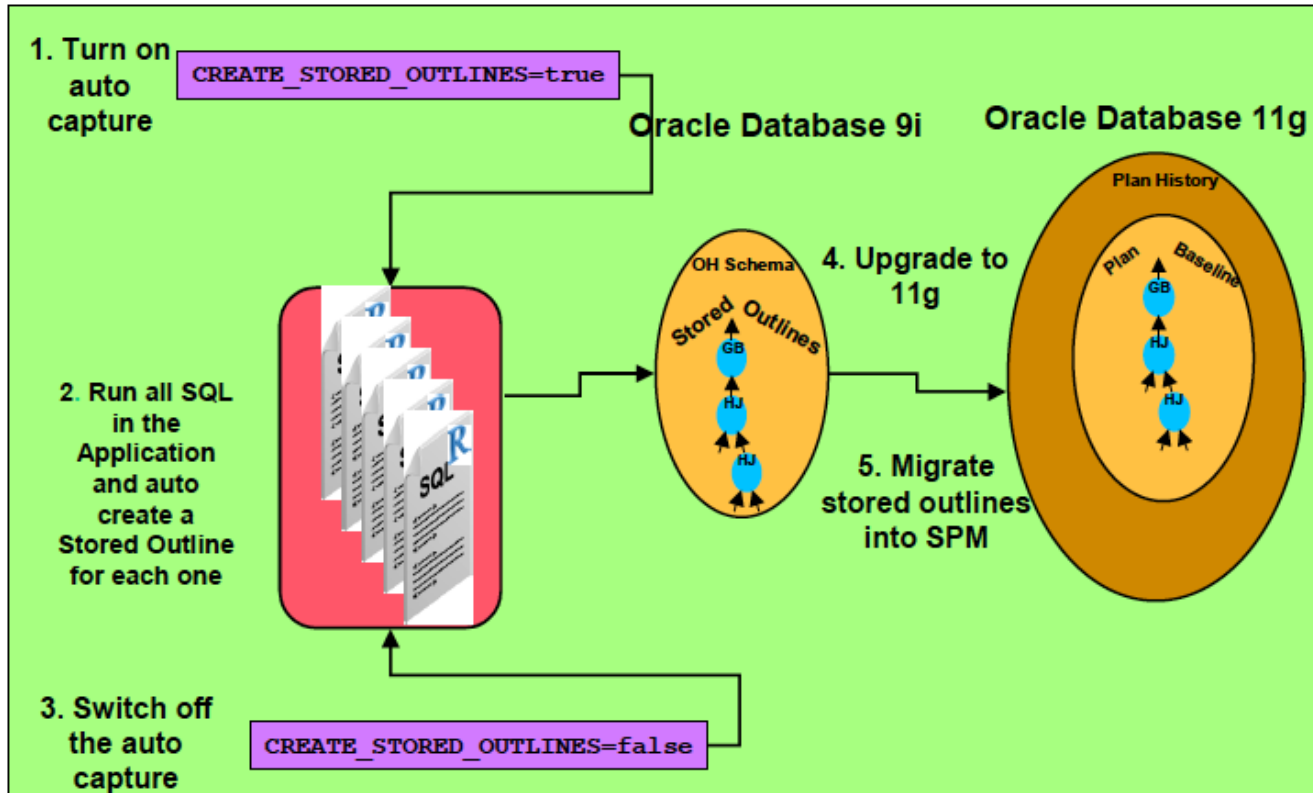 1. Turn on
auto
capture
CREATE_STORED_OUTLINES=true
Oracle Database 9i
Oracle Database 11g
2. Run all SQL
in the
Application
and auto
create a
Stored Outline
for each one
R
R
R
R
R
SQL
OH Schema
Stored Outlines
GB
HJ
HJ
4. Upgrade to
11g
5. Migrate
stored outlines
into SPM
Plan History
Plan Baseline
GB
HJ
HJ
3. Switch off
the auto
capture
CREATE_STORED_OUTLINES=false